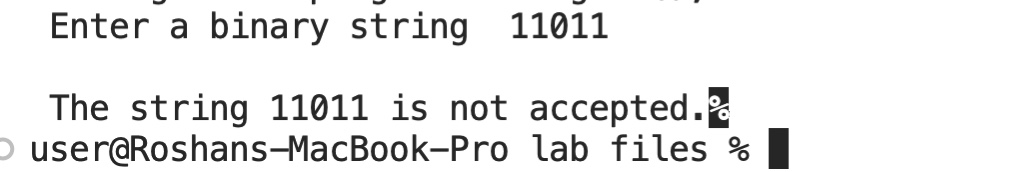 Enter a binary string  11011
The string 11011 is not accepted.%
user@Roshans-MacBook-Pro lab files %